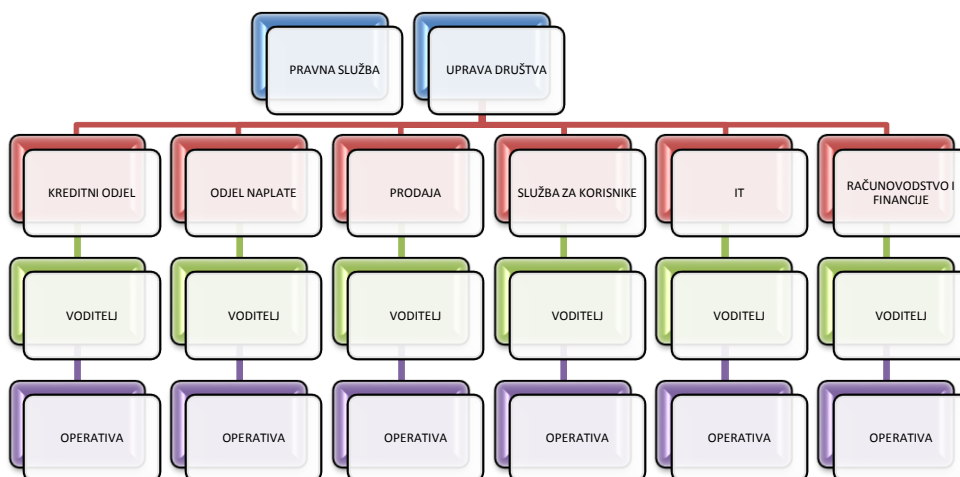 PRAVNA SLUŽBA
UPRAVA DRUŠTVA
KREDITNI ODJEL
ODJEL NAPLATE
PRODAJA
SLUŽBA ZA KORISNIKE
IT
RAČUNOVODSTVO I
FINANCIJE
VODITELJ
VODITELJ
VODITELJ
VODITELJ
VODITELJ
VODITELJ
OPERATIVA
OPERATIVA
OPERATIVA
OPERATIVA
OPERATIVA
OPERATIVA